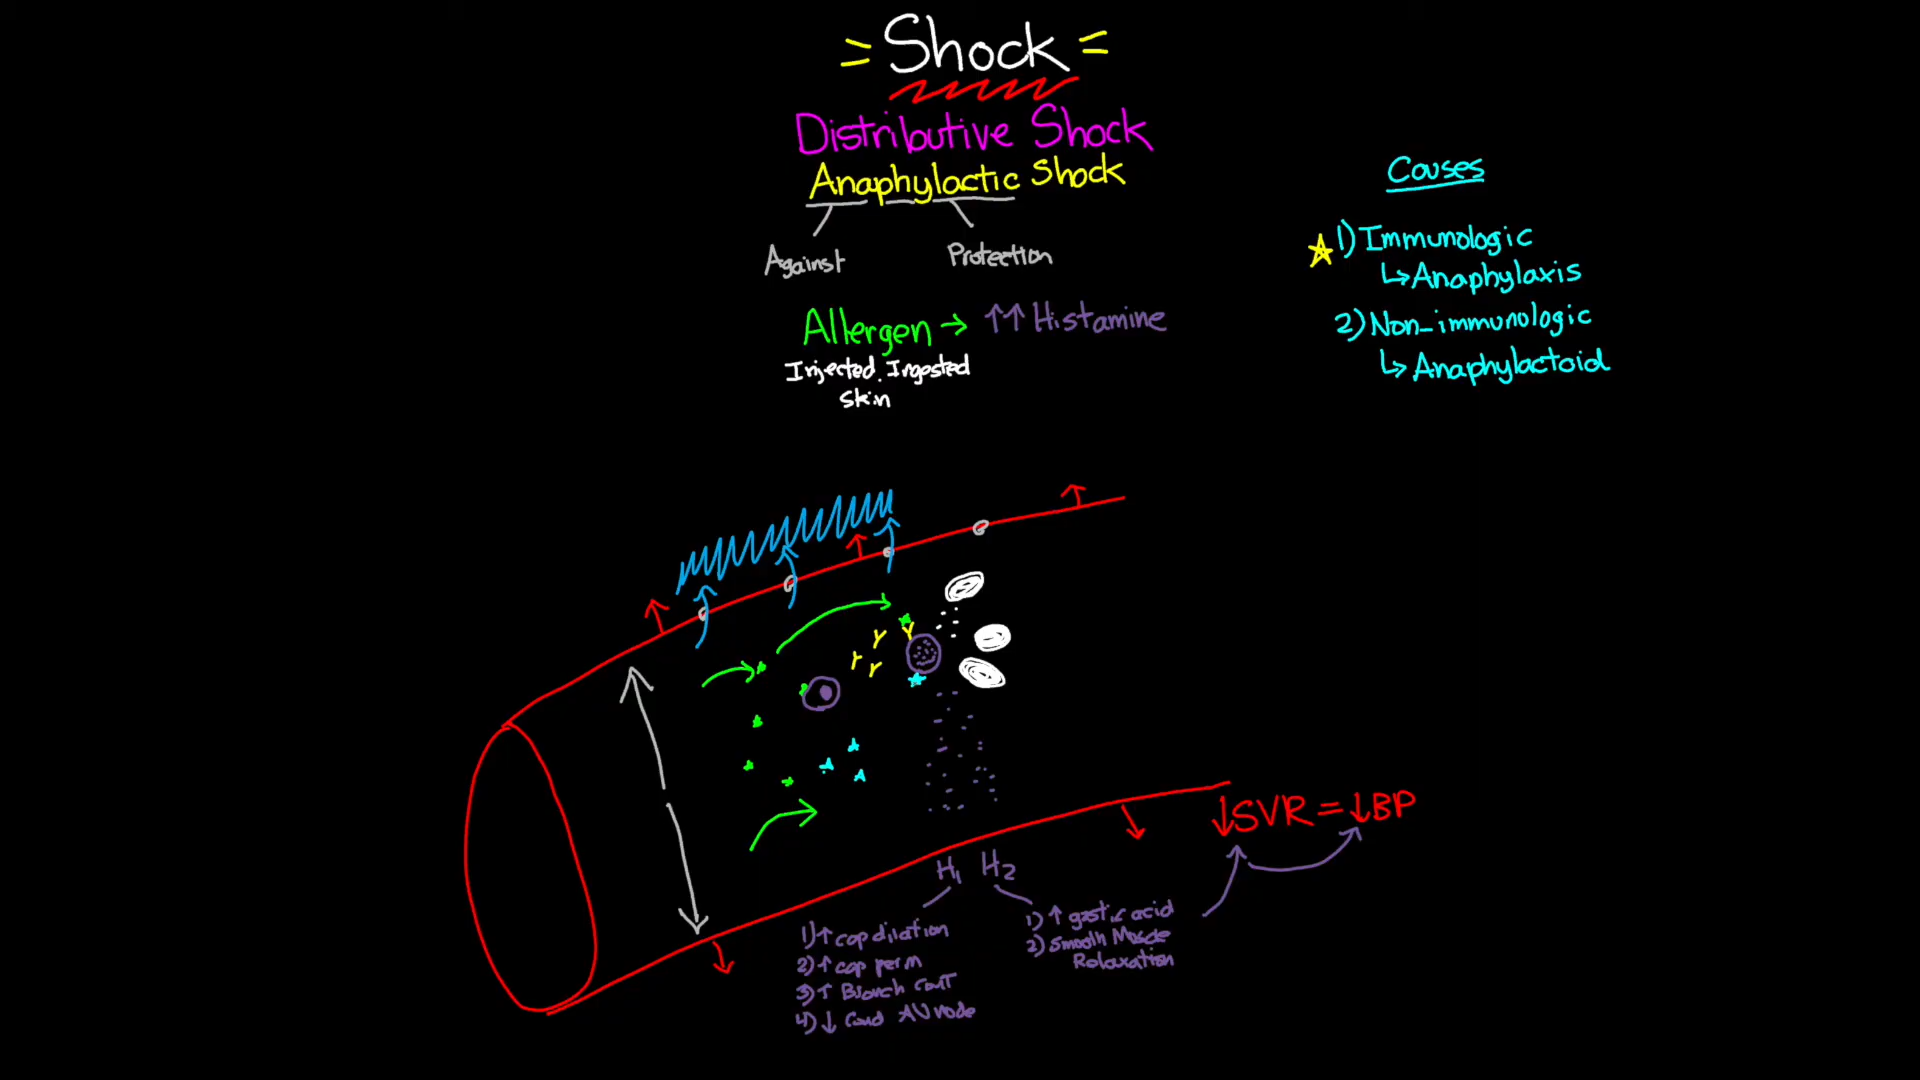 = Shock =
Distributive Shock
Anaphylactic Shock
Against
Protection
Allergen → ↑↑ Histamine
Injected, Ingested
Skin
Causes
1) Immunologic
↳ Anaphylaxis
2) Non-immunologic
↳ Anaphylactoid
↓SVR = ↓BP
H1 H2
1) ↑ cap dilation
2) ↑ cap perm
3) ↑ Bronch Cont
4) ↓ Cond AV node
1) ↑ gastic acid
2) Smooth Muscle
Relaxation